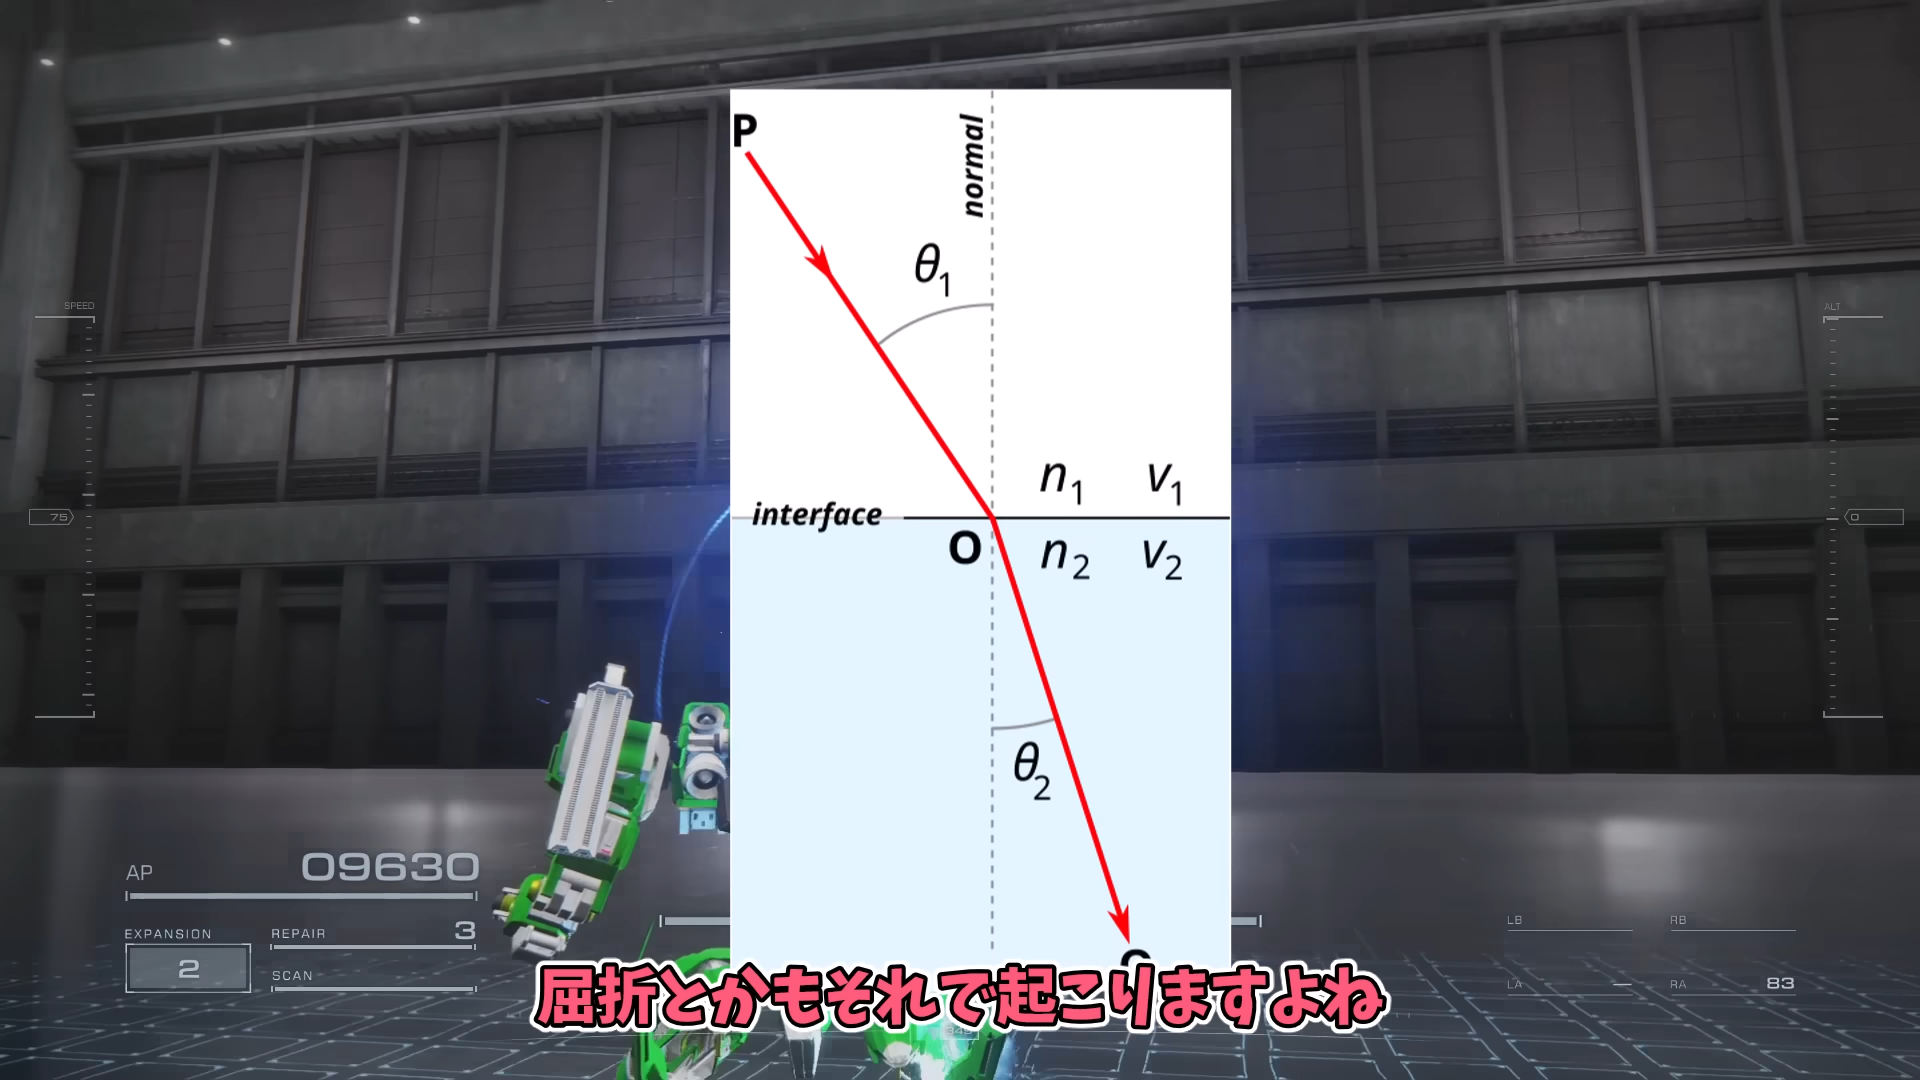 P
normal
θ1
n1 v1
interface
O
n2 v2
θ2
SPEED
75
ALT
0
AP 09630
EXPANSION
2
REPAIR 3
SCAN
LB
RB
LA
RA 83
屈折とかもそれで起こりますよね